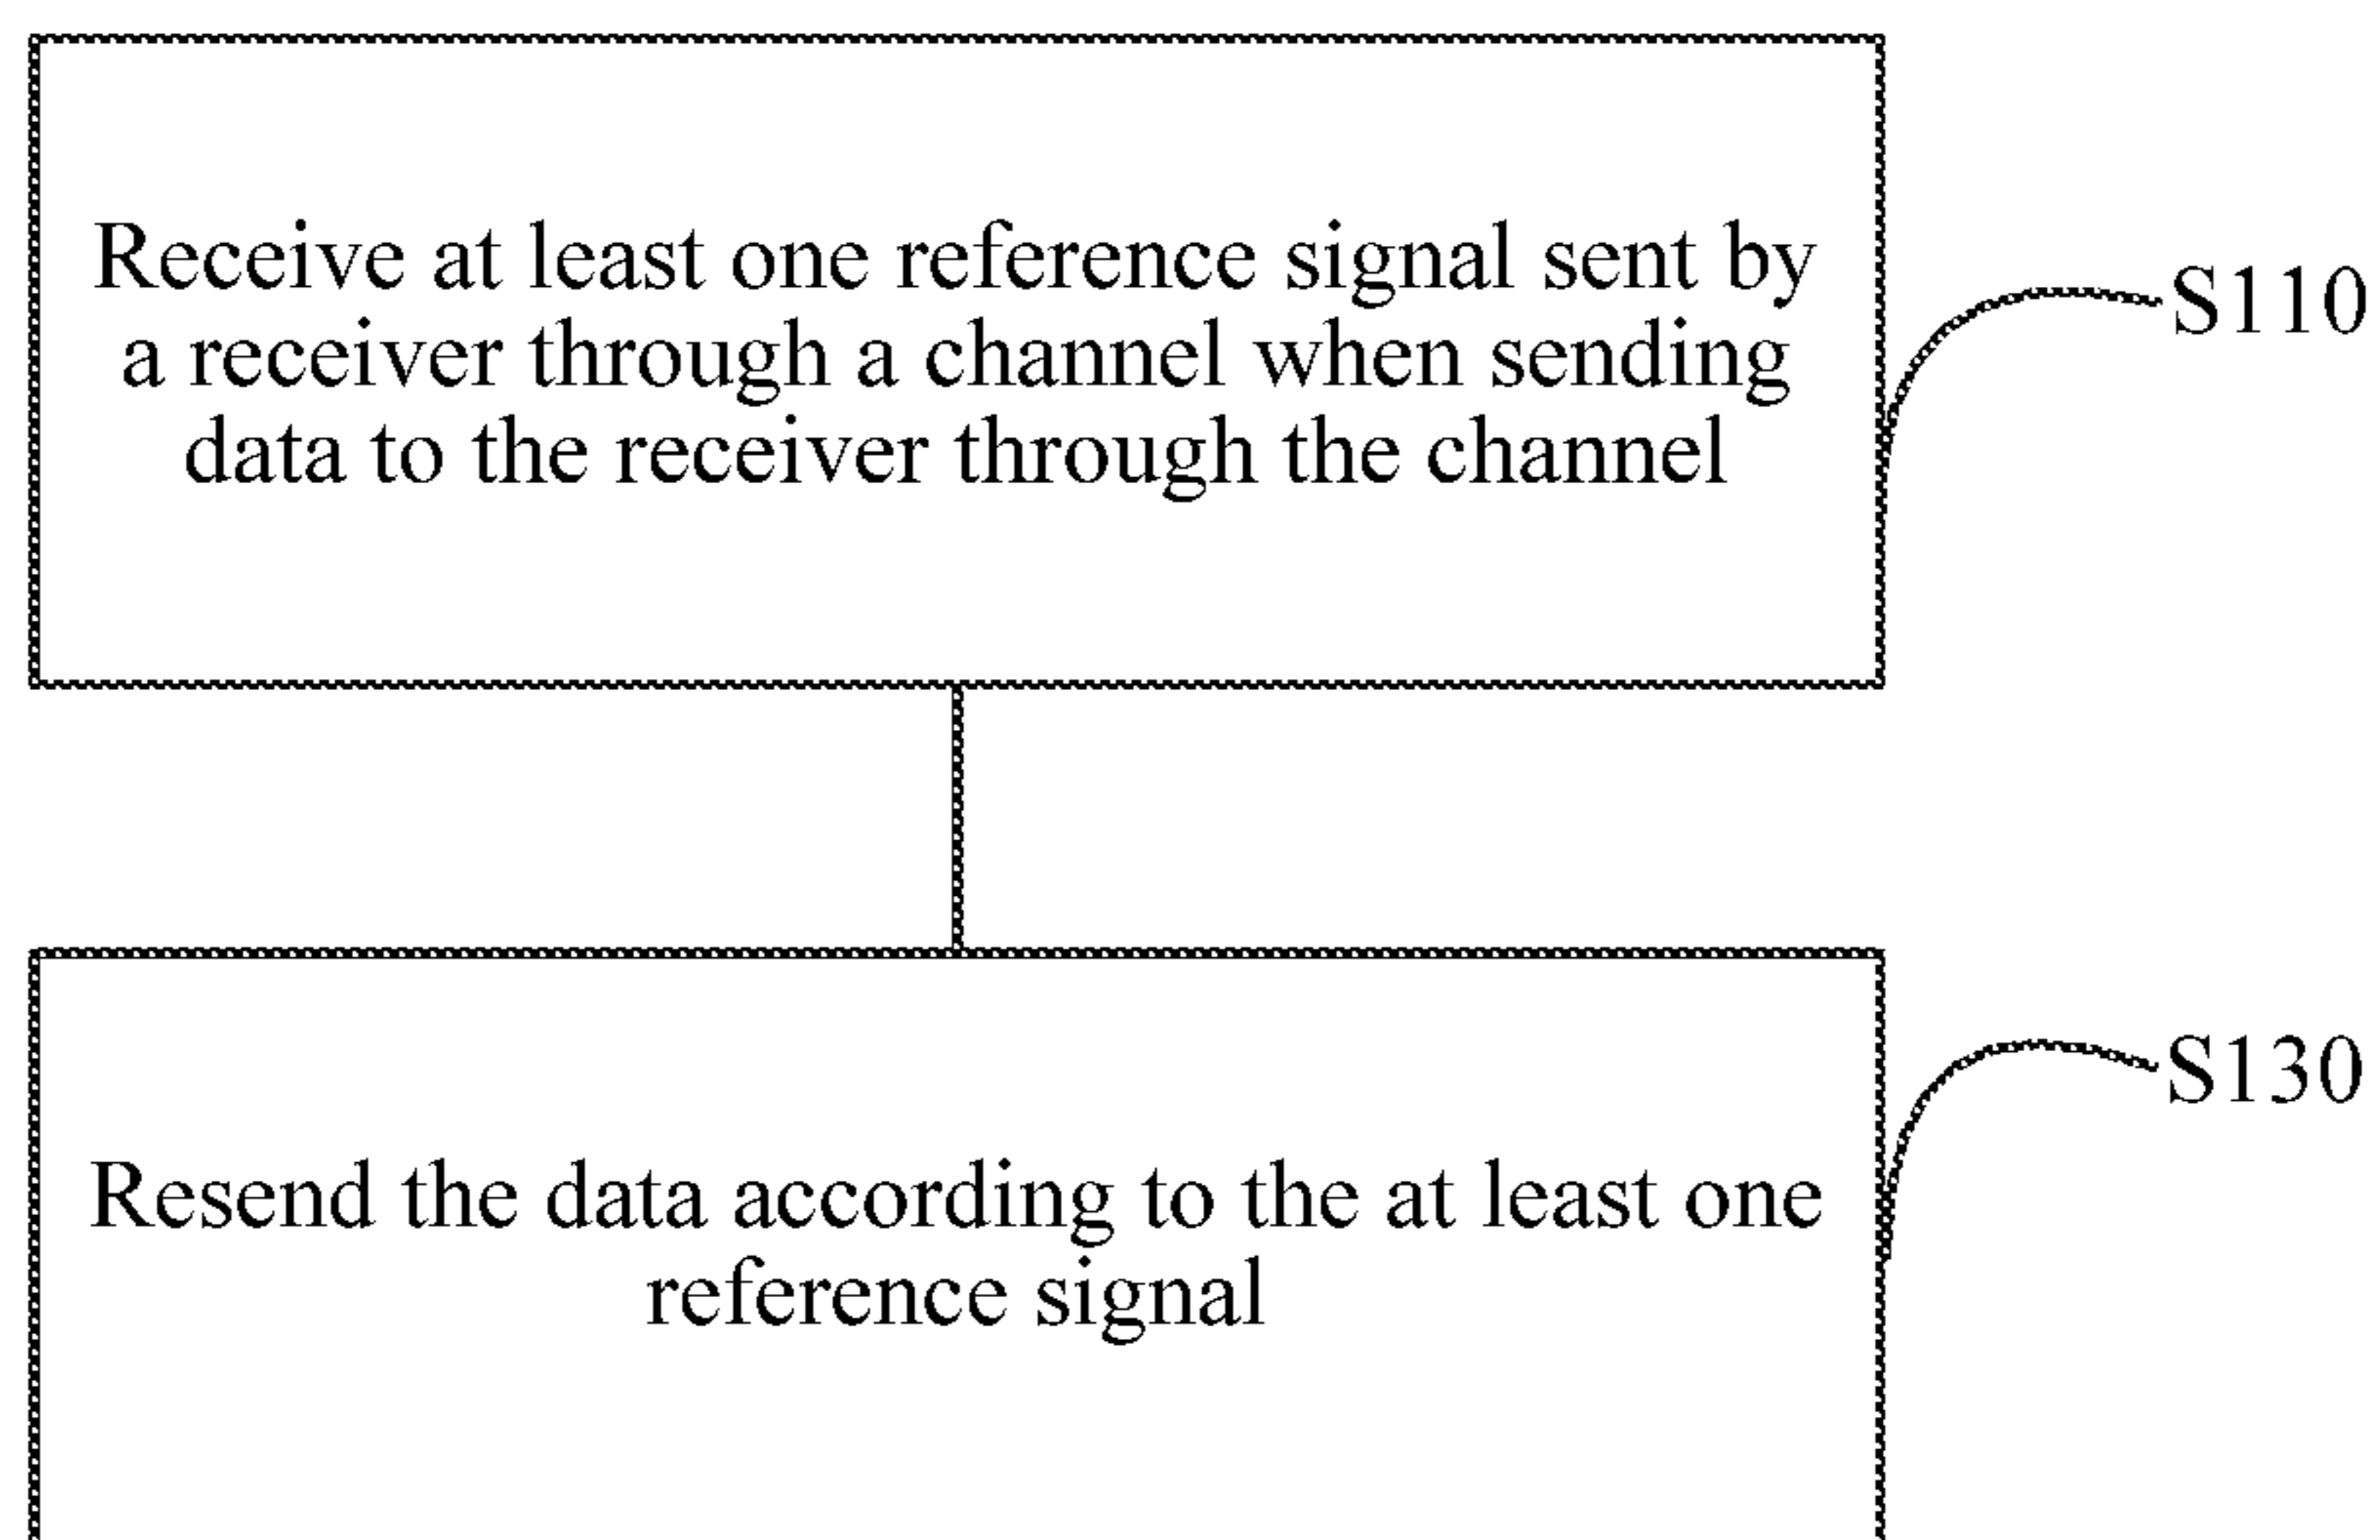 Receive at least one reference signal sent by
a receiver through a channel when sending
data to the receiver through the channel
S110
Resend the data according to the at least one
reference signal
S130